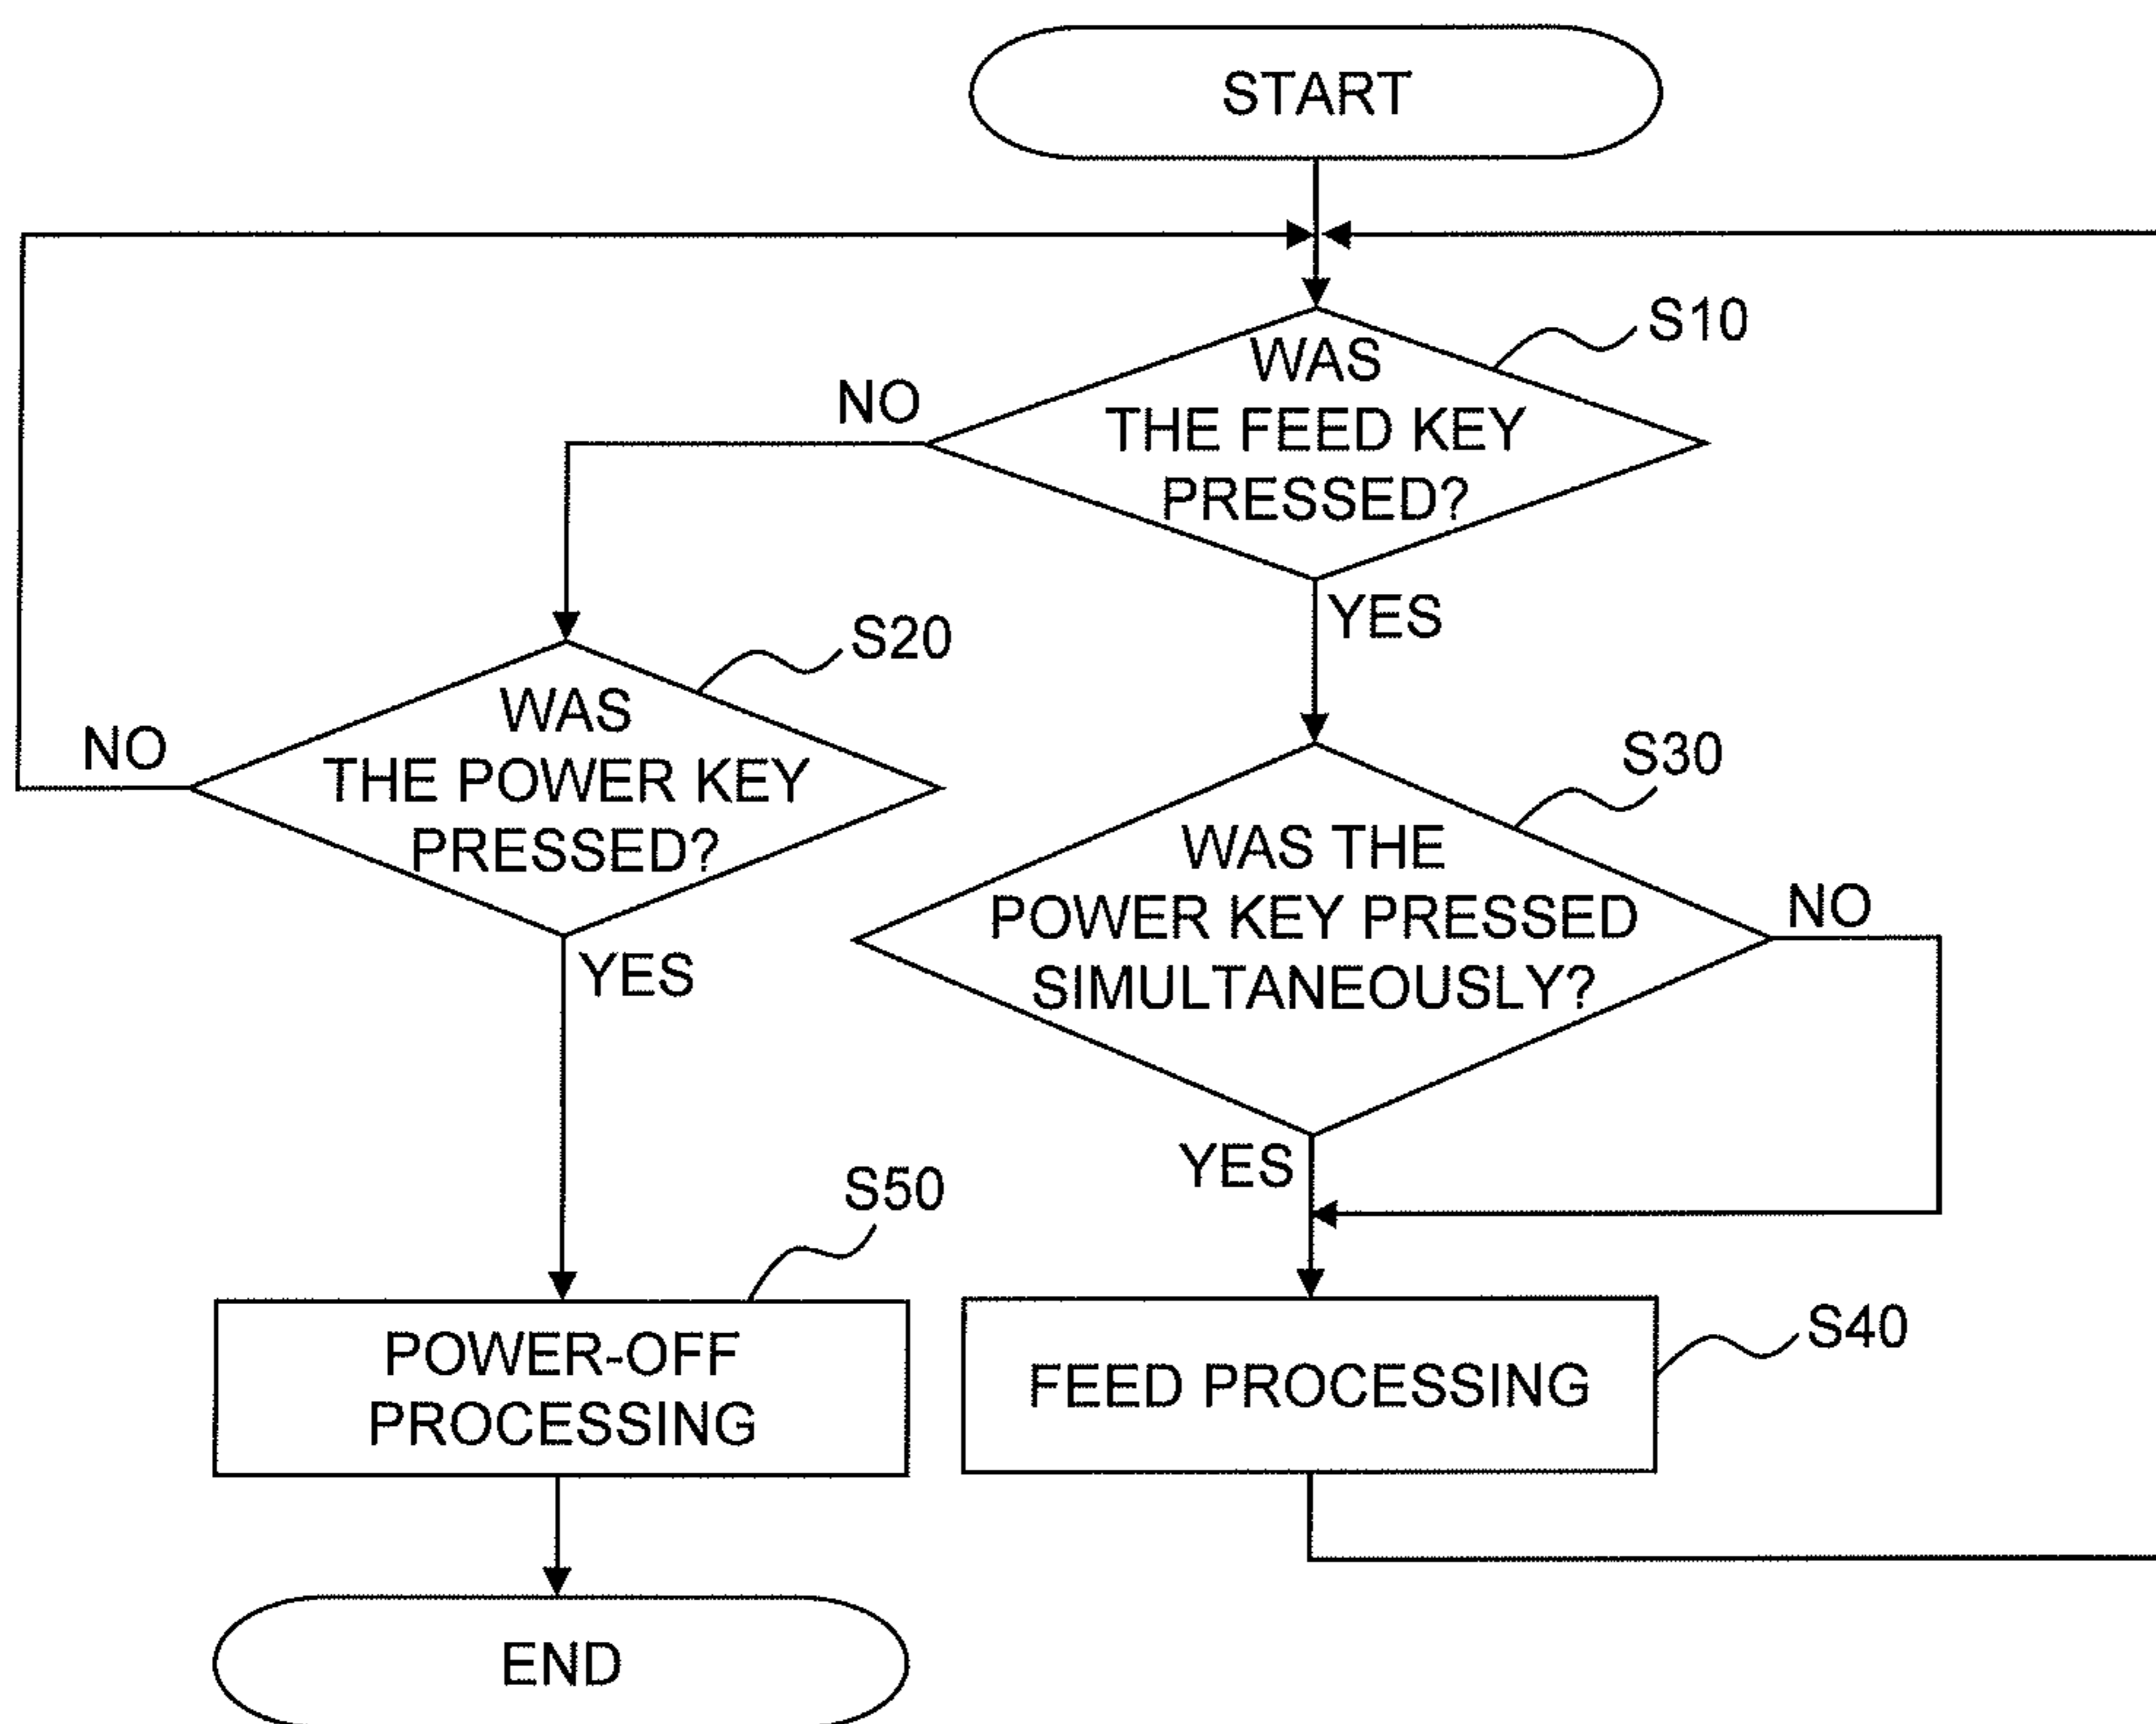 START
S10
WAS
THE FEED KEY
PRESSED?
NO
YES
S20
WAS
THE POWER KEY
PRESSED?
NO
YES
S30
WAS THE
POWER KEY PRESSED
SIMULTANEOUSLY?
NO
YES
S50
POWER-OFF
PROCESSING
S40
FEED PROCESSING
END